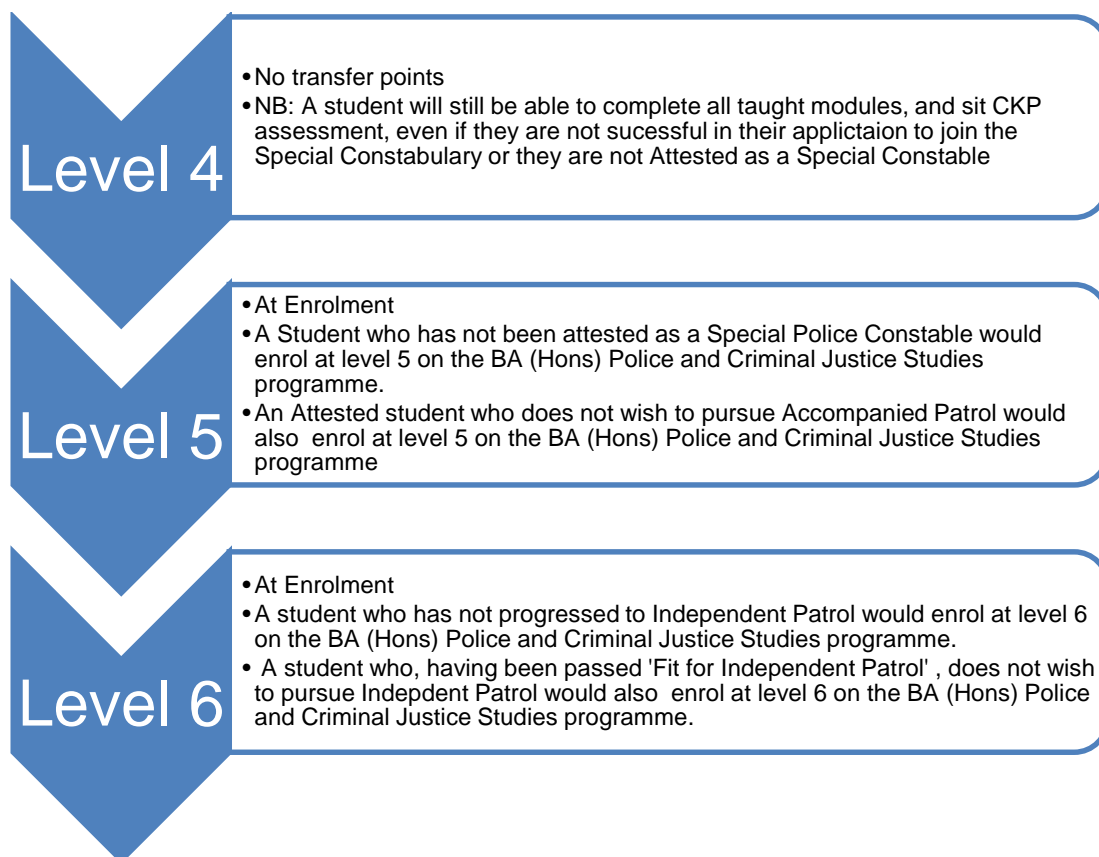 Level 4
•No transfer points
•NB: A student will still be able to complete all taught modules, and sit CKP
assessment, even if they are not sucessful in their applictaion to join the
Special Constabulary or they are not Attested as a Special Constable
Level 5
•At Enrolment
•A Student who has not been attested as a Special Police Constable would
enrol at level 5 on the BA (Hons) Police and Criminal Justice Studies
programme.
•An Attested student who does not wish to pursue Accompanied Patrol would
also enrol at level 5 on the BA (Hons) Police and Criminal Justice Studies
programme
Level 6
•At Enrolment
•A student who has not progressed to Independent Patrol would enrol at level 6
on the BA (Hons) Police and Criminal Justice Studies programme.
• A student who, having been passed 'Fit for Independent Patrol' , does not wish
to pursue Indepdent Patrol would also enrol at level 6 on the BA (Hons) Police
and Criminal Justice Studies programme.